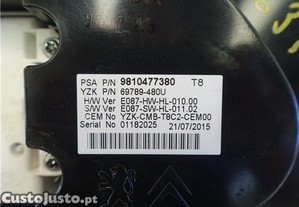 PSA P/N 9810477380 T8
YZK P/N 69789-480U
H/W Ver E087-HW-HL-010.00
S/W Ver E087-SW-HL-011.02
CEM No YZK-CMB-T8C2-CEM00
Serial No 01182025 21/07/2015
CustoJusto.pt